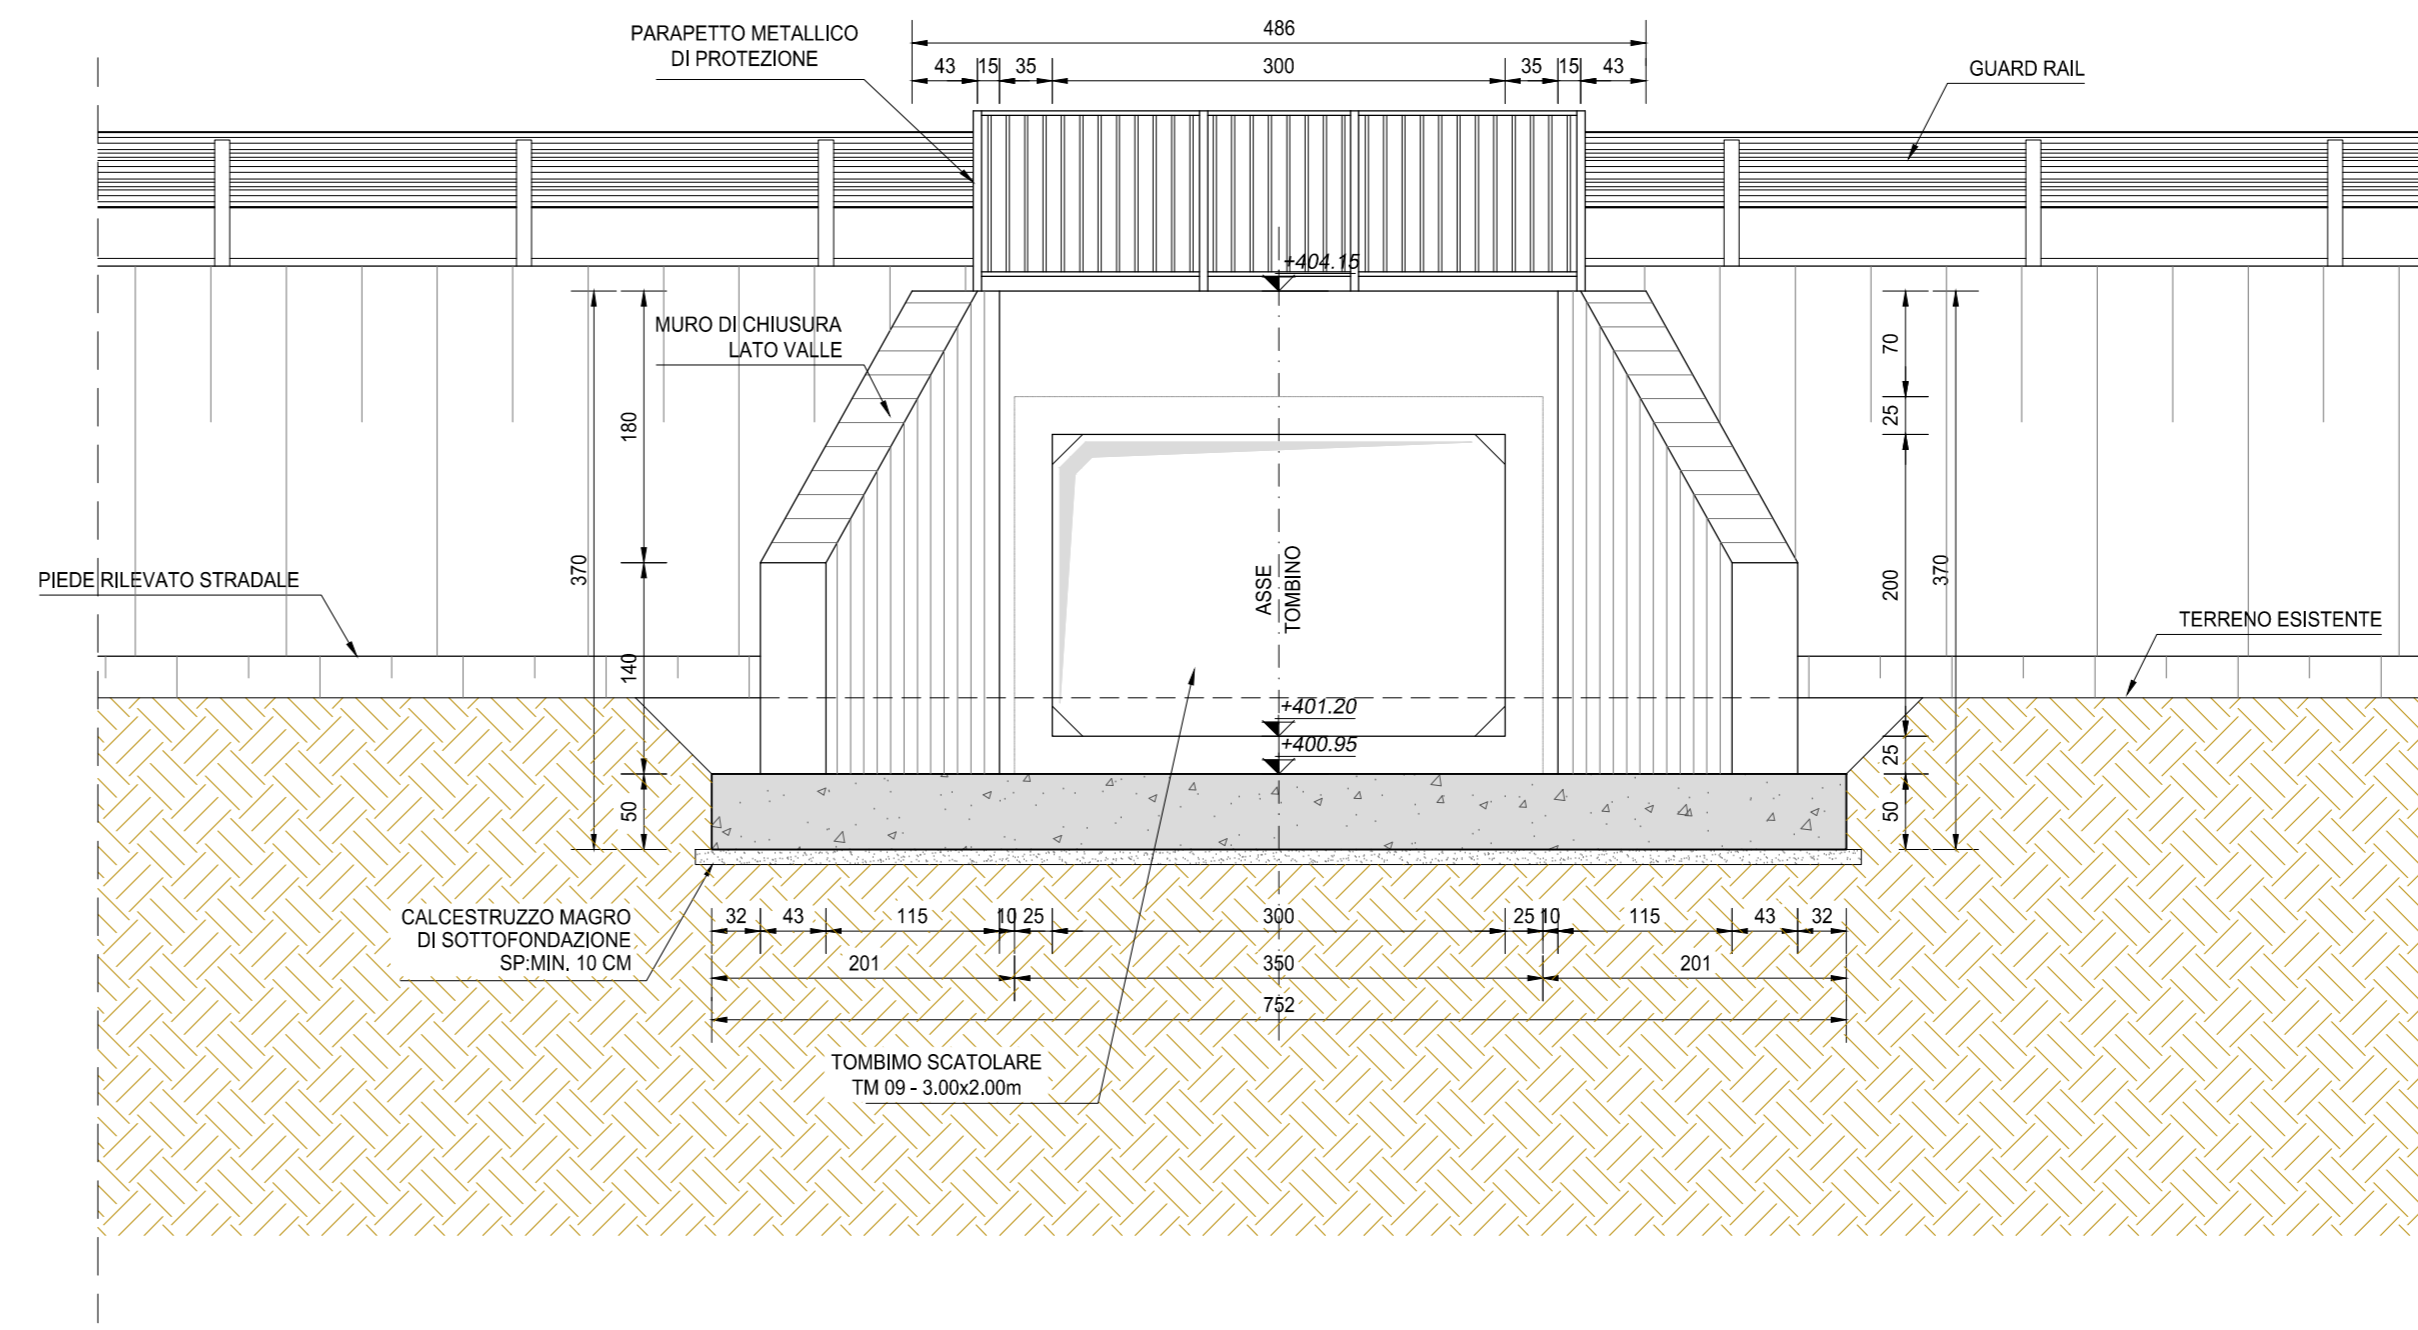 486
43 15 35 300 35 15 43
PARAPETTO METALLICO
DI PROTEZIONE
GUARD RAIL
+404.15
MURO DI CHIUSURA
LATO VALLE
370
180
140
50
70
25
200
25
50
370
PIEDE RILEVATO STRADALE
ASSE
TOMBINO
TERRENO ESISTENTE
+401.20
+400.95
CALCESTRUZZO MAGRO
DI SOTTOFONDAZIONE
SP:MIN. 10 CM
32 43 115 10 25 300 25 10 115 43 32
201 350 201
752
TOMBIMO SCATOLARE
TM 09 - 3.00x2.00m